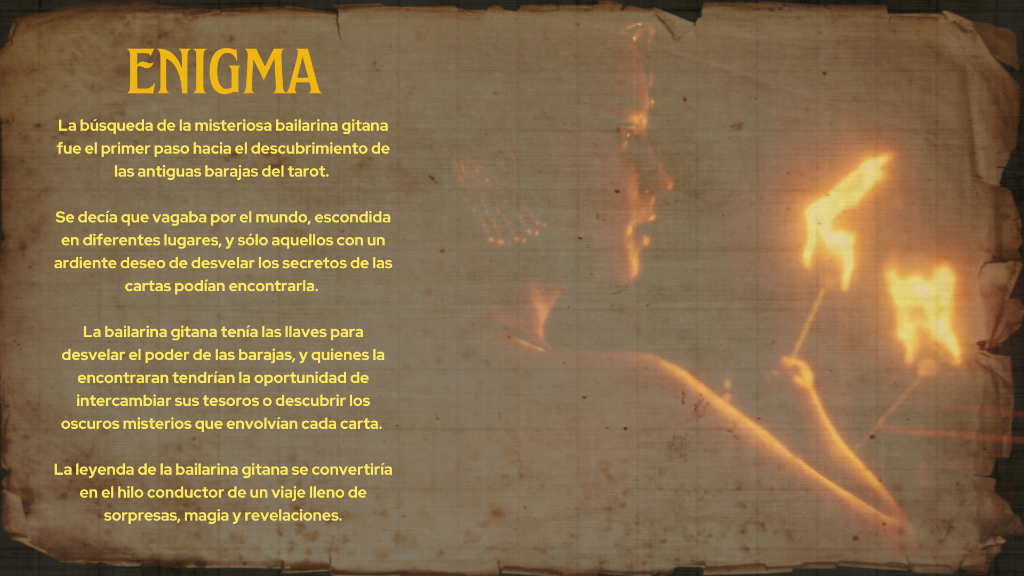 ENIGMA
La búsqueda de la misteriosa bailarina gitana
fue el primer paso hacia el descubrimiento de
las antiguas barajas del tarot.
Se decía que vagaba por el mundo, escondida
en diferentes lugares, y sólo aquellos con un
ardiente deseo de desvelar los secretos de las
cartas podían encontrarla.
La bailarina gitana tenía las llaves para
desvelar el poder de las barajas, y quienes la
encontraran tendrían la oportunidad de
intercambiar sus tesoros o descubrir los
oscuros misterios que envolvían cada carta.
La leyenda de la bailarina gitana se convertiría
en el hilo conductor de un viaje lleno de
sorpresas, magia y revelaciones.